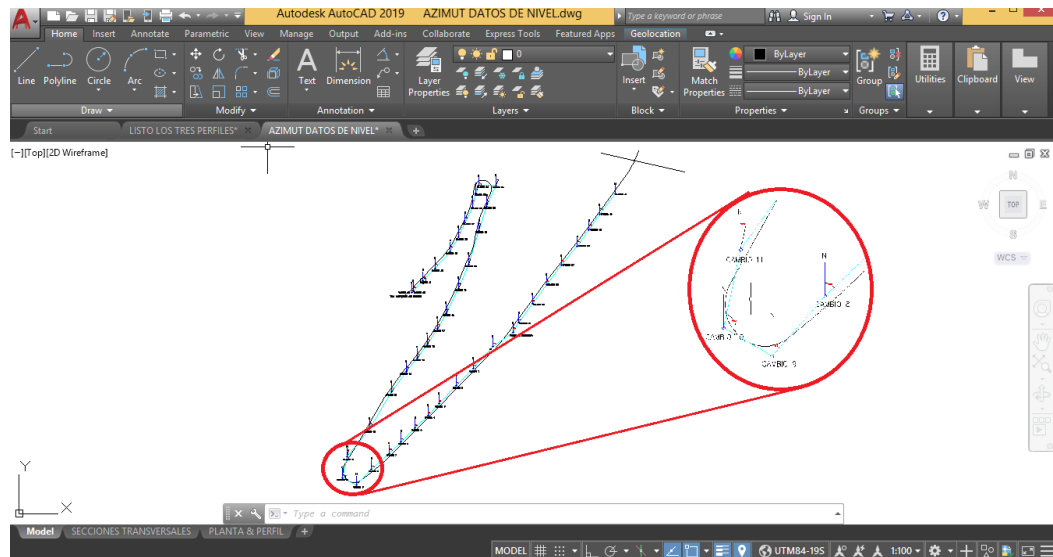 Autodesk AutoCAD 2019 AZIMUT DATOS DE NIVEL.dwg
Type a keyword or phrase
Sign In
Home Insert Annotate Parametric View Manage Output Add-ins Collaborate Express Tools Featured Apps Geolocation
Line Polyline Circle Arc
Text Dimension
Layer Properties
0
Insert
Match Properties
ByLayer
ByLayer
ByLayer
Group
Utilities
Clipboard
View
Draw Modify Annotation Layers Block Properties Groups
Start LISTO LOS TRES PERFILES* AZIMUT DATOS DE NIVEL*
[−][Top][2D Wireframe]
N
W TOP E
S
WCS
N
CAMBIO 11
N
CAMBIO 9
Y
X
Type a command
Model SECCIONES TRANSVERSALES PLANTA & PERFIL
MODEL UTM84-19S 1:100